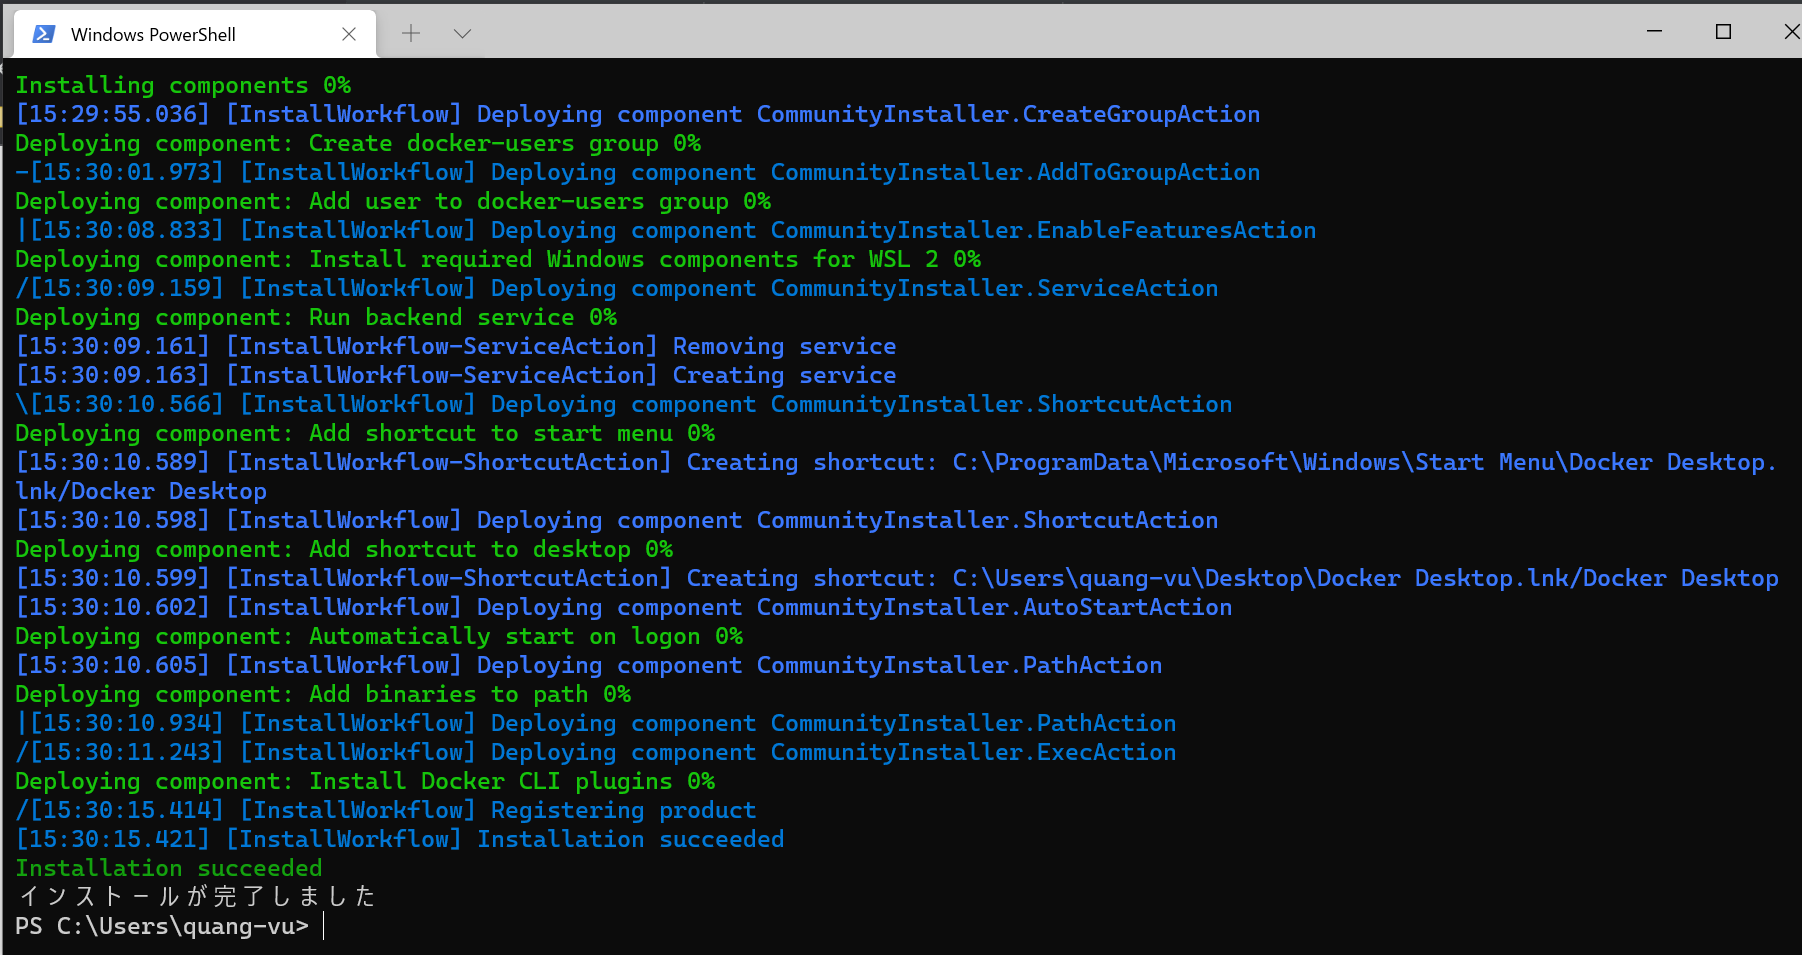 Windows PowerShell
Installing components 0%
[15:29:55.036] [InstallWorkflow] Deploying component CommunityInstaller.CreateGroupAction
Deploying component: Create docker-users group 0%
-[15:30:01.973] [InstallWorkflow] Deploying component CommunityInstaller.AddToGroupAction
Deploying component: Add user to docker-users group 0%
|[15:30:08.833] [InstallWorkflow] Deploying component CommunityInstaller.EnableFeaturesAction
Deploying component: Install required Windows components for WSL 2 0%
/[15:30:09.159] [InstallWorkflow] Deploying component CommunityInstaller.ServiceAction
Deploying component: Run backend service 0%
[15:30:09.161] [InstallWorkflow-ServiceAction] Removing service
[15:30:09.163] [InstallWorkflow-ServiceAction] Creating service
\[15:30:10.566] [InstallWorkflow] Deploying component CommunityInstaller.ShortcutAction
Deploying component: Add shortcut to start menu 0%
[15:30:10.589] [InstallWorkflow-ShortcutAction] Creating shortcut: C:\ProgramData\Microsoft\Windows\Start Menu\Docker Desktop.
lnk/Docker Desktop
[15:30:10.598] [InstallWorkflow] Deploying component CommunityInstaller.ShortcutAction
Deploying component: Add shortcut to desktop 0%
[15:30:10.599] [InstallWorkflow-ShortcutAction] Creating shortcut: C:\Users\quang-vu\Desktop\Docker Desktop.lnk/Docker Desktop
[15:30:10.602] [InstallWorkflow] Deploying component CommunityInstaller.AutoStartAction
Deploying component: Automatically start on logon 0%
[15:30:10.605] [InstallWorkflow] Deploying component CommunityInstaller.PathAction
Deploying component: Add binaries to path 0%
|[15:30:10.934] [InstallWorkflow] Deploying component CommunityInstaller.PathAction
/[15:30:11.243] [InstallWorkflow] Deploying component CommunityInstaller.ExecAction
Deploying component: Install Docker CLI plugins 0%
/[15:30:15.414] [InstallWorkflow] Registering product
[15:30:15.421] [InstallWorkflow] Installation succeeded
Installation succeeded
インストールが完了しました
PS C:\Users\quang-vu>